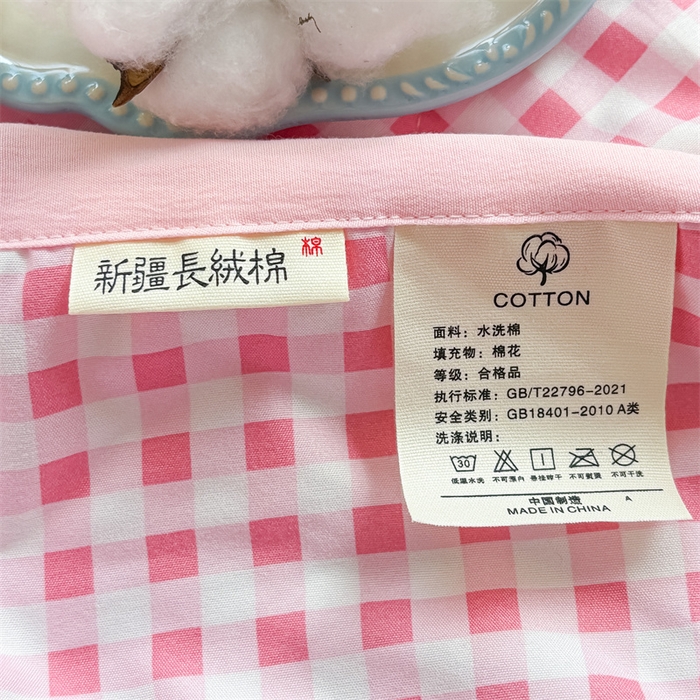 新疆長絨棉
棉
COTTON
面料：水洗棉
填充物：棉花
等级：合格品
执行标准：GB/T22796-2021
安全类别：GB18401-2010 A类
洗涤说明：
30
低温水洗 不可漂内 悬挂晾干 不可熨烫 不可干洗
中国制造 A
MADE IN CHINA